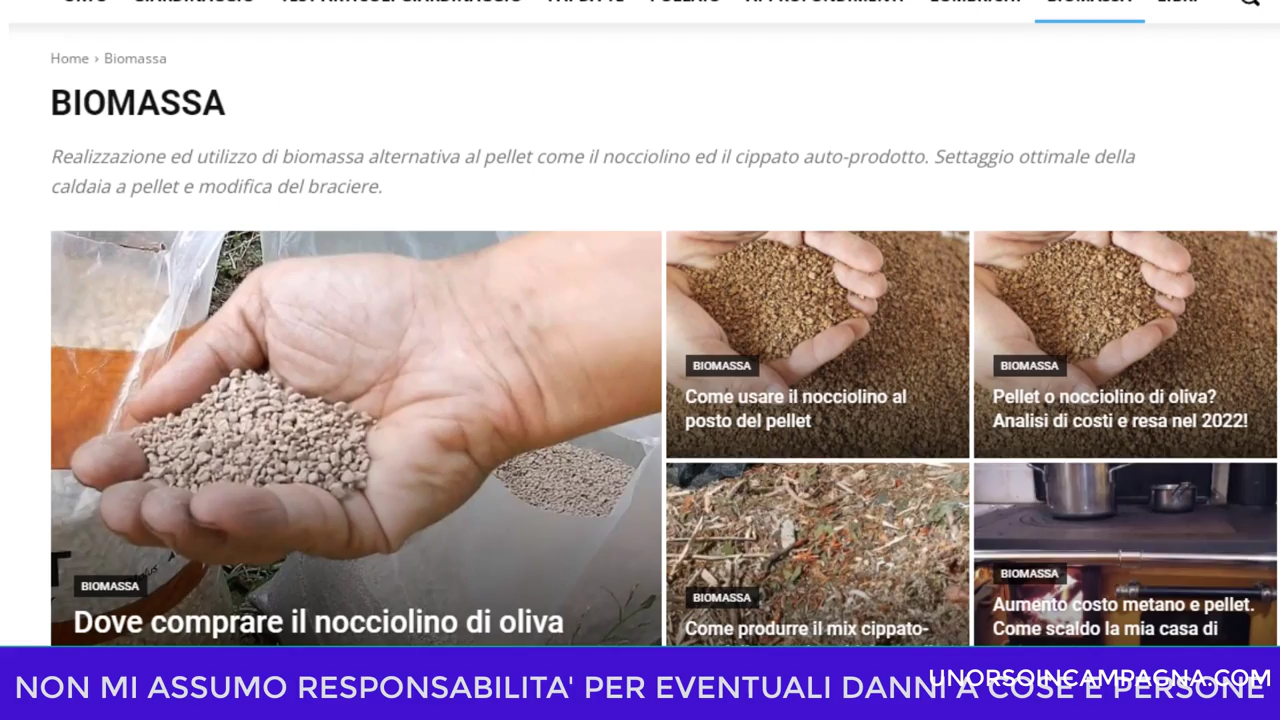 Home › Biomassa
BIOMASSA
Realizzazione ed utilizzo di biomassa alternativa al pellet come il nocciolino ed il cippato auto-prodotto. Settaggio ottimale della
caldaia a pellet e modifica del braciere.
BIOMASSA
Dove comprare il nocciolino di oliva
BIOMASSA
Come usare il nocciolino al
posto del pellet
BIOMASSA
Pellet o nocciolino di oliva?
Analisi di costi e resa nel 2022!
BIOMASSA
Come produrre il mix cippato-
BIOMASSA
Aumento costo metano e pellet.
Come scaldo la mia casa di
UNORSOINCAMPAGNA.COM
NON MI ASSUMO RESPONSABILITA' PER EVENTUALI DANNI A COSE E PERSONE